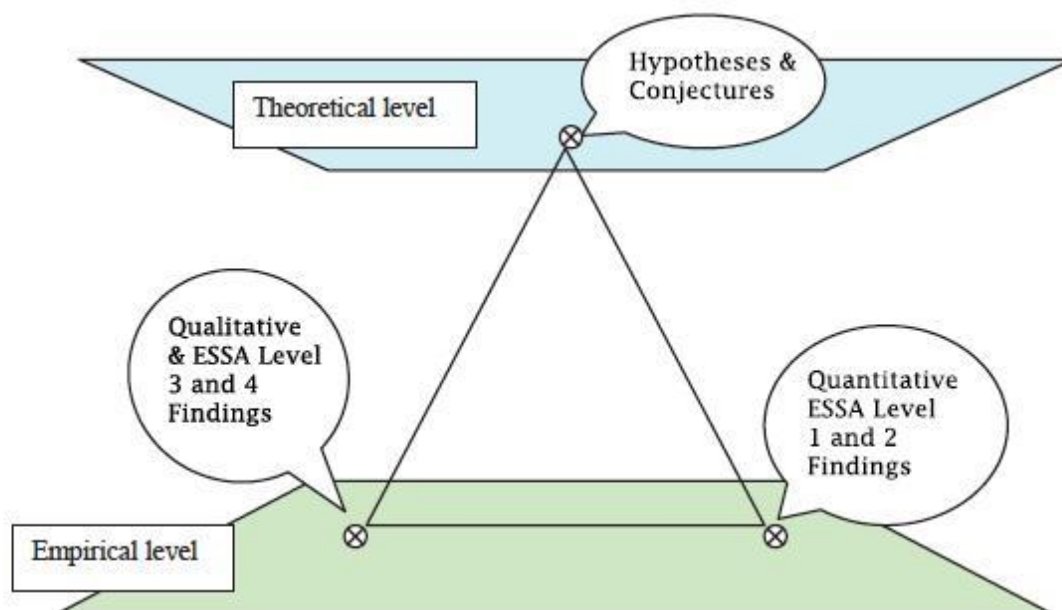 Hypotheses &
Conjectures
Theoretical level
Qualitative
& ESSA Level
3 and 4
Findings
Quantitative
ESSA Level
1 and 2
Findings
Empirical level